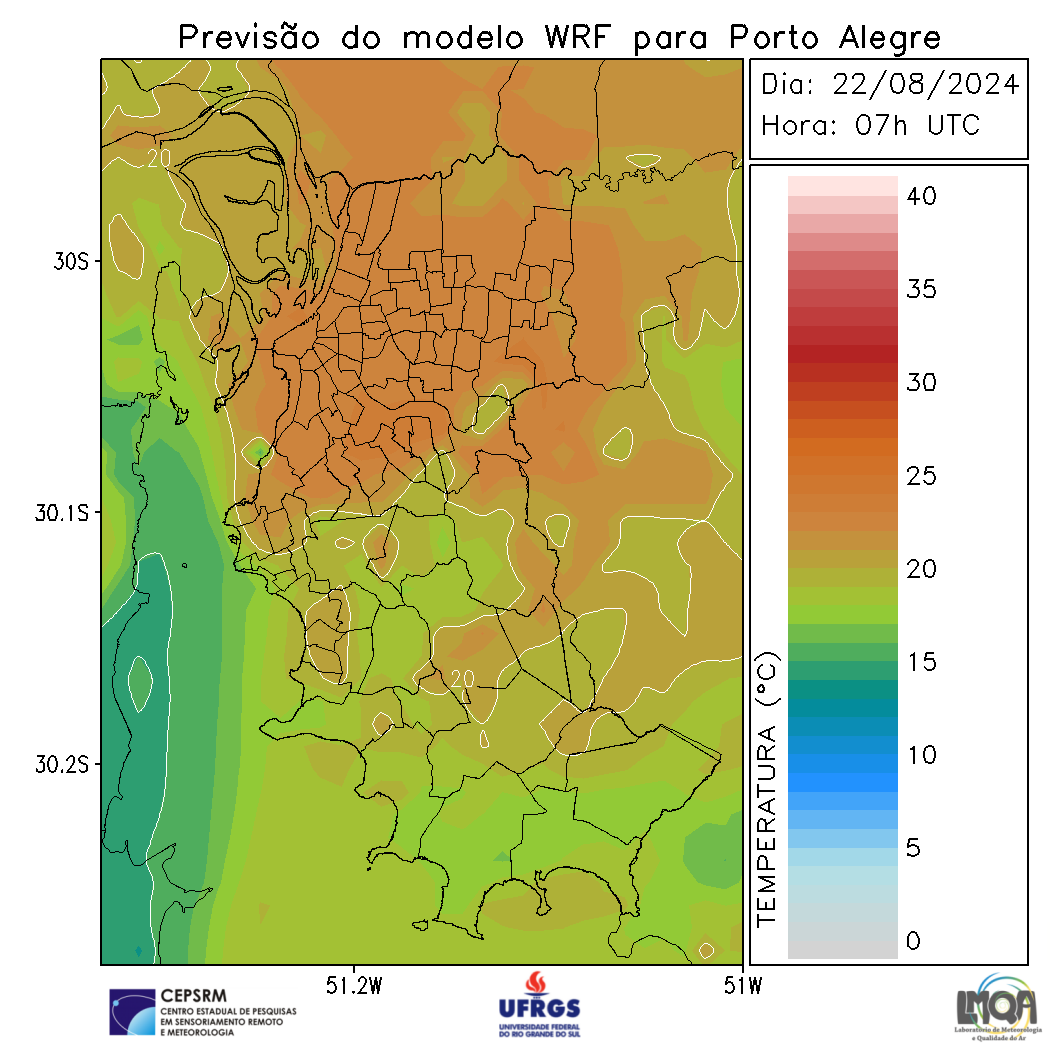 Previsão do modelo WRF para Porto Alegre
Dia: 22/08/2024
Hora: 07h UTC
20
20
30S
30.1S
30.2S
51.2W
51W
TEMPERATURA (°C)
40
35
30
25
20
15
10
5
0
CEPSRM
CENTRO ESTADUAL DE PESQUISAS
EM SENSORIAMENTO REMOTO
E METEOROLOGIA
UFRGS
UNIVERSIDADE FEDERAL
DO RIO GRANDE DO SUL
LMQA
Laboratório de Meteorologia
e Qualidade do Ar